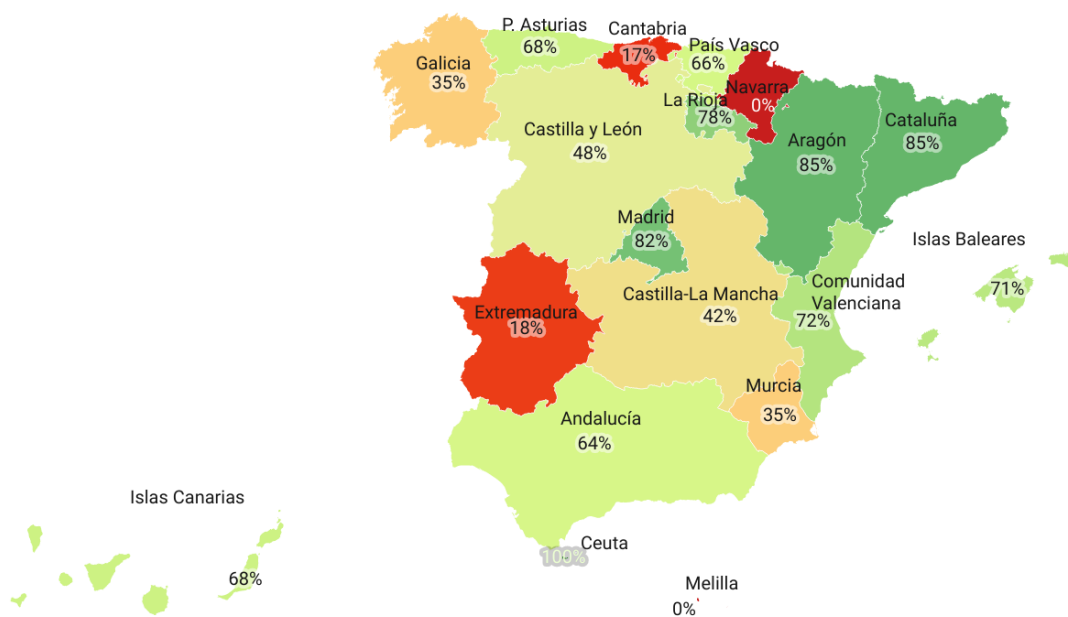 P. Asturias
68%
Cantabria
17%
País Vasco
66%
Galicia
35%
Navarra
0%
La Rioja
78%
Castilla y León
48%
Aragón
85%
Cataluña
85%
Madrid
82%
Islas Baleares
71%
Extremadura
18%
Castilla-La Mancha
42%
Comunidad
Valenciana
72%
Murcia
35%
Andalucía
64%
Islas Canarias
68%
Ceuta
100%
Melilla
0%